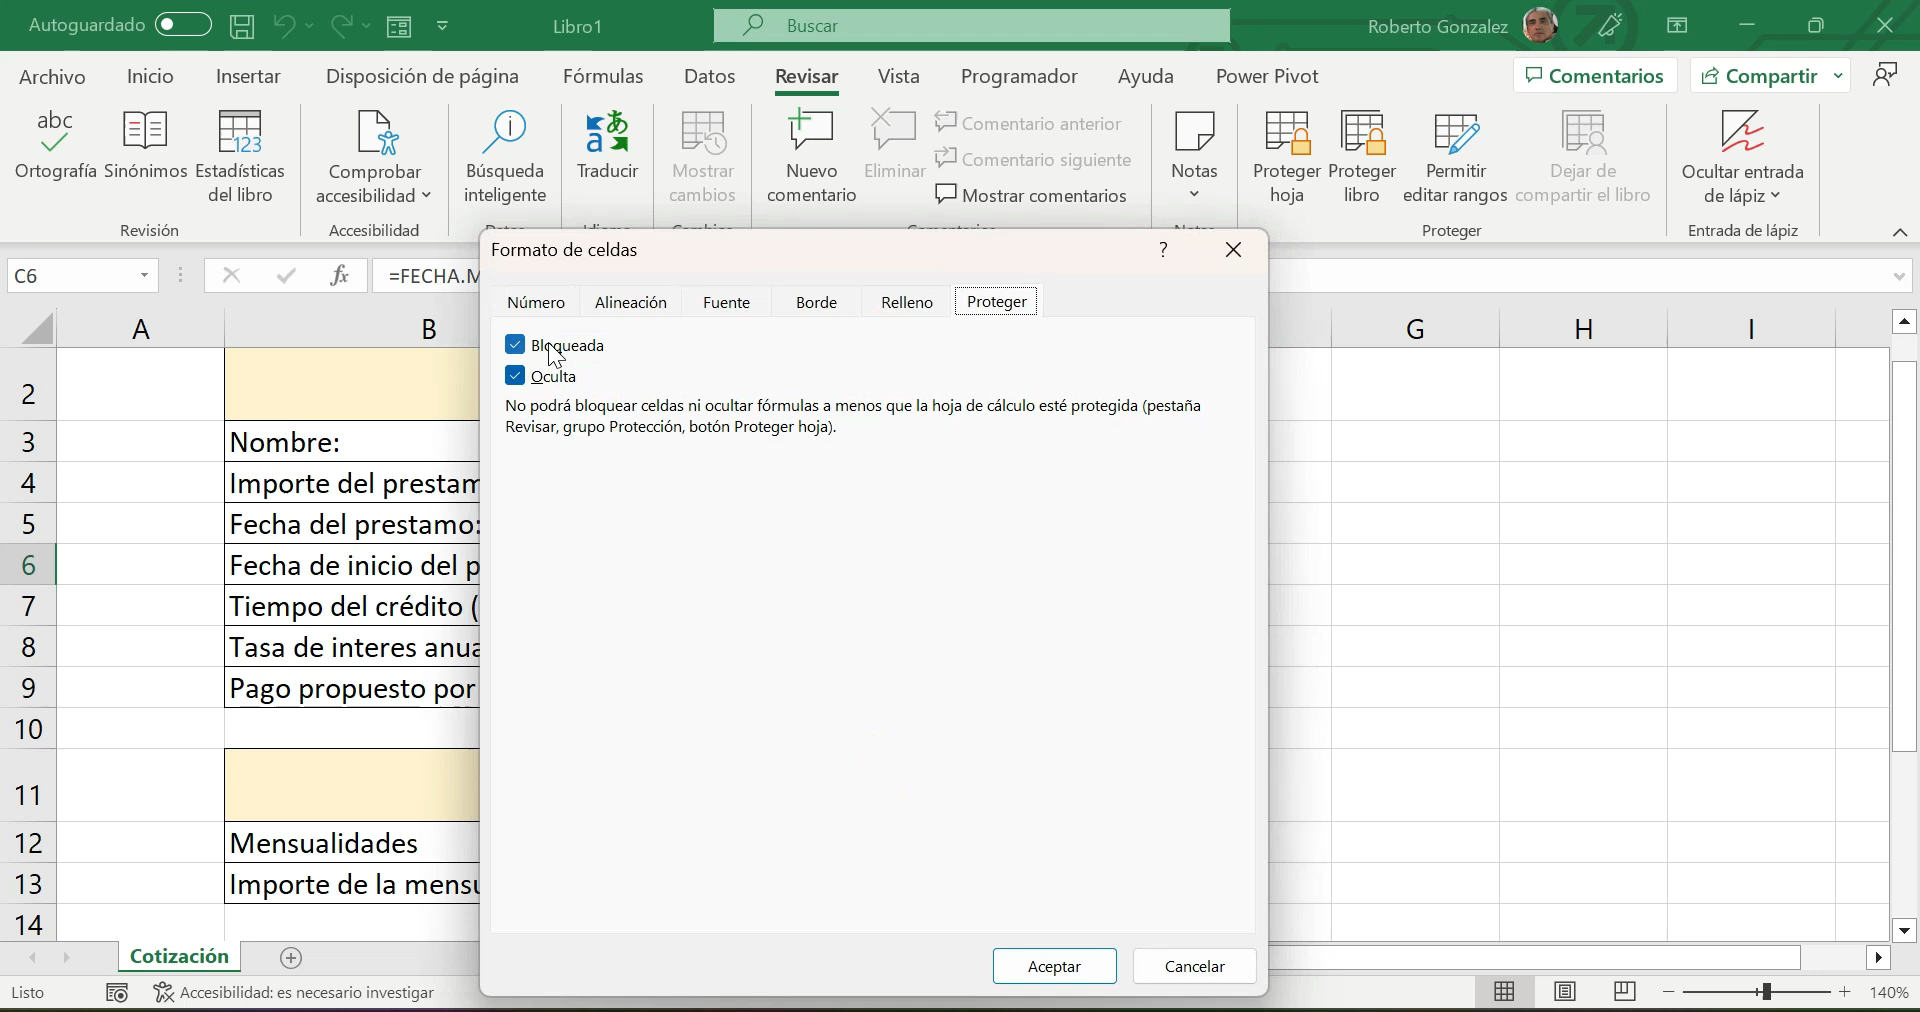 Autoguardado
Libro1
Buscar
Roberto Gonzalez
Archivo Inicio Insertar Disposición de página Fórmulas Datos Revisar Vista Programador Ayuda Power Pivot
Comentarios
Compartir
abc
Ortografía
Sinónimos
123
Estadísticas
del libro
Revisión
Comprobar
accesibilidad
Accesibilidad
Búsqueda
inteligente
a
Traducir
Mostrar
cambios
Nuevo
comentario
Eliminar
Comentario anterior
Comentario siguiente
Mostrar comentarios
Notas
Proteger
hoja
Proteger
libro
Permitir
editar rangos
Dejar de
compartir el libro
Proteger
Ocultar entrada
de lápiz
Entrada de lápiz
C6
fx
=FECHA.M
Formato de celdas
?
Número Alineación Fuente Borde Relleno Proteger
Bloqueada
Oculta
No podrá bloquear celdas ni ocultar fórmulas a menos que la hoja de cálculo esté protegida (pestaña
Revisar, grupo Protección, botón Proteger hoja).
Aceptar
Cancelar
A B G H I
2
3 Nombre:
4 Importe del prestam
5 Fecha del prestamo:
6 Fecha de inicio del p
7 Tiempo del crédito (
8 Tasa de interes anua
9 Pago propuesto por
10
11
12 Mensualidades
13 Importe de la mensu
14
Cotización
Listo
Accesibilidad: es necesario investigar
140%